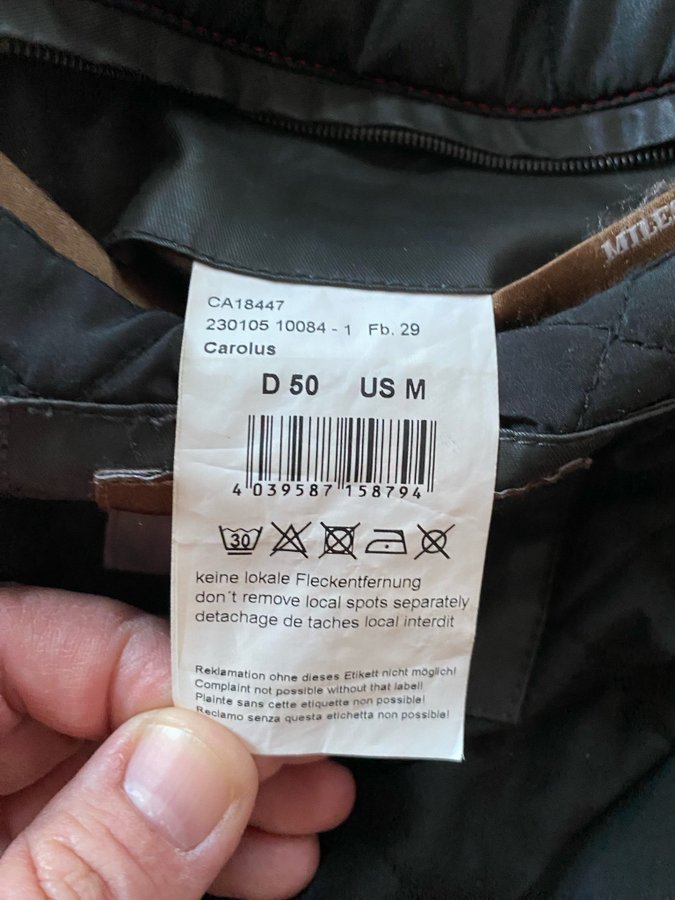 MILES
CA18447
230105 10084 - 1 Fb. 29
Carolus
D 50 US M
4 039587 158794
30
keine lokale Fleckentfernung
don´t remove local spots separately
detachage de taches local interdit
Reklamation ohne dieses Etikett nicht möglich!
Complaint not possible without that label!
Plainte sans cette etiquette non possible!
Reclamo senza questa etichetta non possibile!